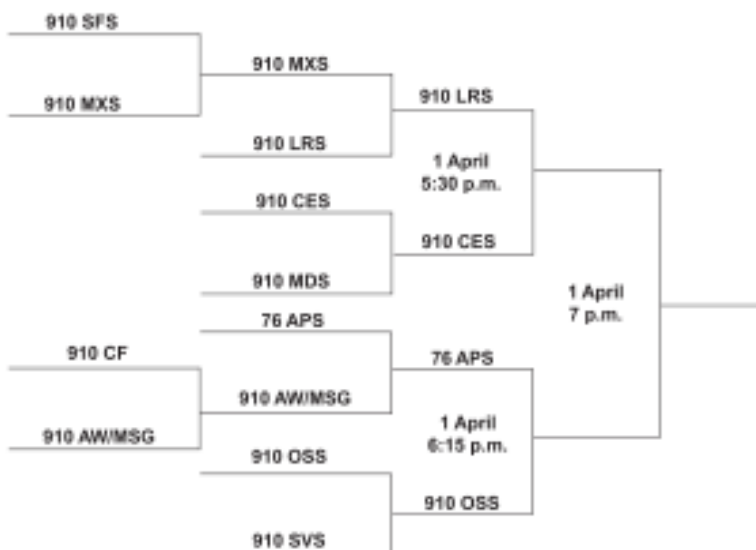 910 SFS
910 MXS
910 MXS
910 LRS
910 LRS
1 April
5:30 p.m.
910 CES
910 CES
910 MDS
1 April
7 p.m.
76 APS
910 CF
76 APS
910 AW/MSG
910 AW/MSG
1 April
6:15 p.m.
910 OSS
910 OSS
910 SVS